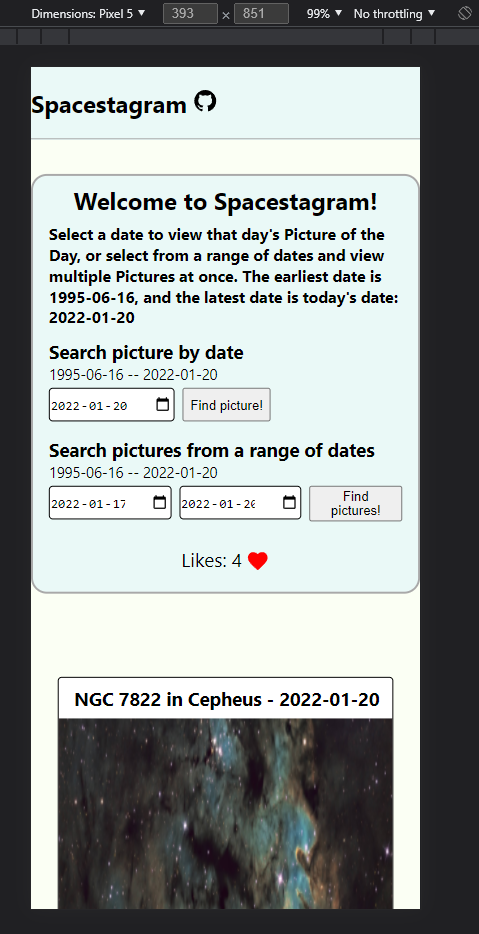 Dimensions: Pixel 5 ▼ 393 × 851 99% ▼ No throttling ▼
Spacestagram
Welcome to Spacestagram!
Select a date to view that day's Picture of the
Day, or select from a range of dates and view
multiple Pictures at once. The earliest date is
1995-06-16, and the latest date is today's date:
2022-01-20
Search picture by date
1995-06-16 -- 2022-01-20
2022-01-20 Find picture!
Search pictures from a range of dates
1995-06-16 -- 2022-01-20
2022-01-17 2022-01-20 Find
pictures!
Likes: 4
NGC 7822 in Cepheus - 2022-01-20